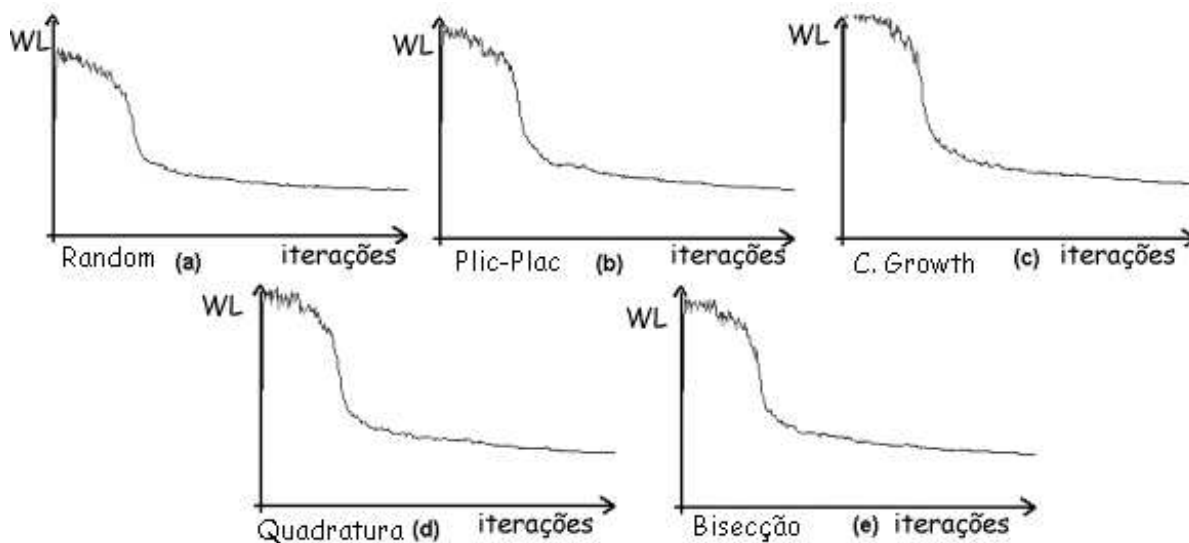 WL
Random (a) iterações
WL
Plic-Plac (b) iterações
WL
C. Growth (c) iterações
WL
Quadratura (d) iterações
WL
Bisecção (e) iterações